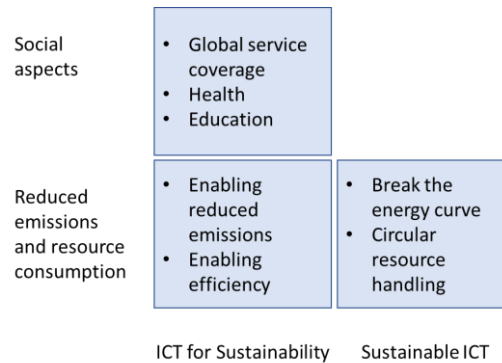 Social
aspects
• Global service
coverage
• Health
• Education
Reduced
emissions
and resource
consumption
• Enabling
reduced
emissions
• Enabling
efficiency
• Break the
energy curve
• Circular
resource
handling
ICT for Sustainability
Sustainable ICT